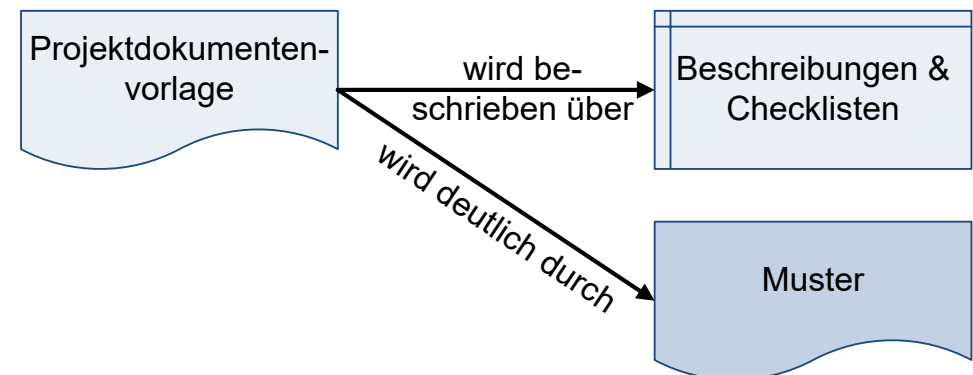 Projektdokumenten-
vorlage
wird be-
schrieben über
Beschreibungen &
Checklisten
wird deutlich durch
Muster